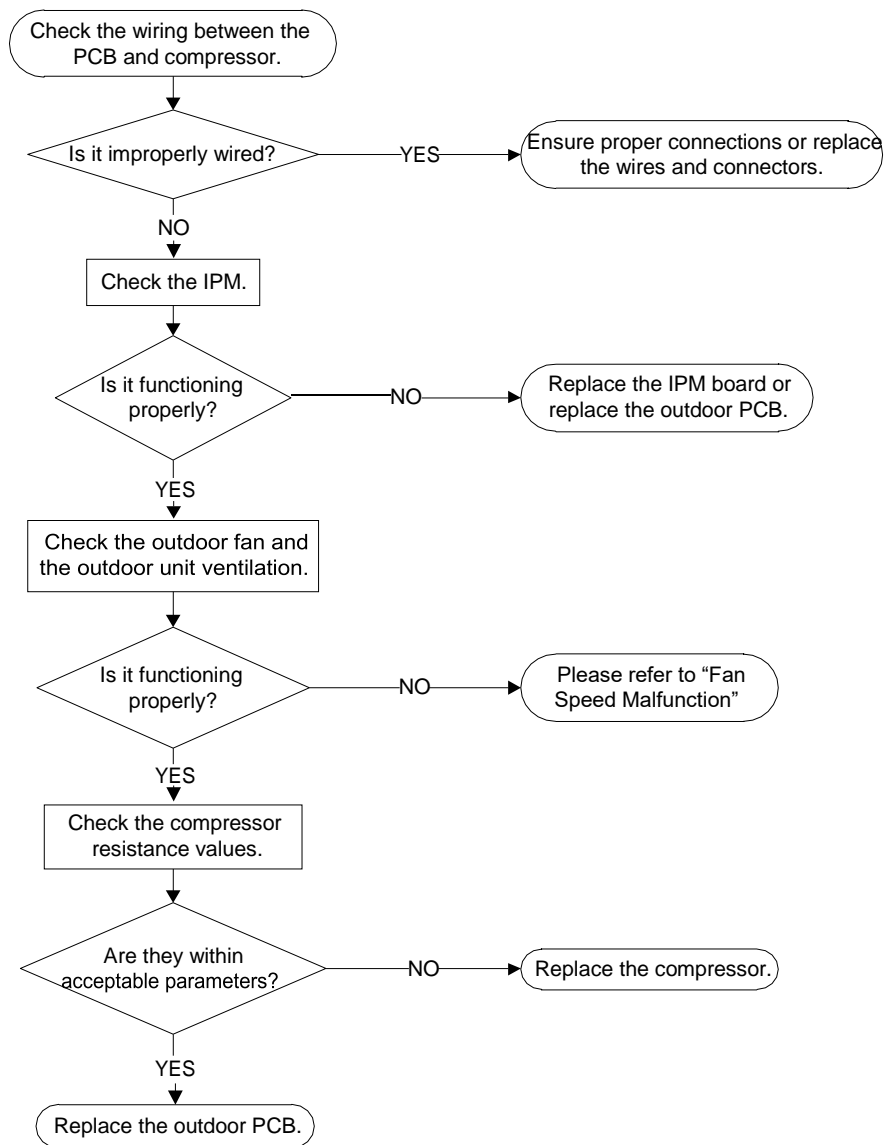 Check the wiring between the
PCB and compressor.
Is it improperly wired?
YES
Ensure proper connections or replace
the wires and connectors.
NO
Check the IPM.
Is it functioning
properly?
NO
Replace the IPM board or
replace the outdoor PCB.
YES
Check the outdoor fan and
the outdoor unit ventilation.
Is it functioning
properly?
NO
Please refer to “Fan
Speed Malfunction”
YES
Check the compressor
resistance values.
Are they within
acceptable parameters?
NO
Replace the compressor.
YES
Replace the outdoor PCB.